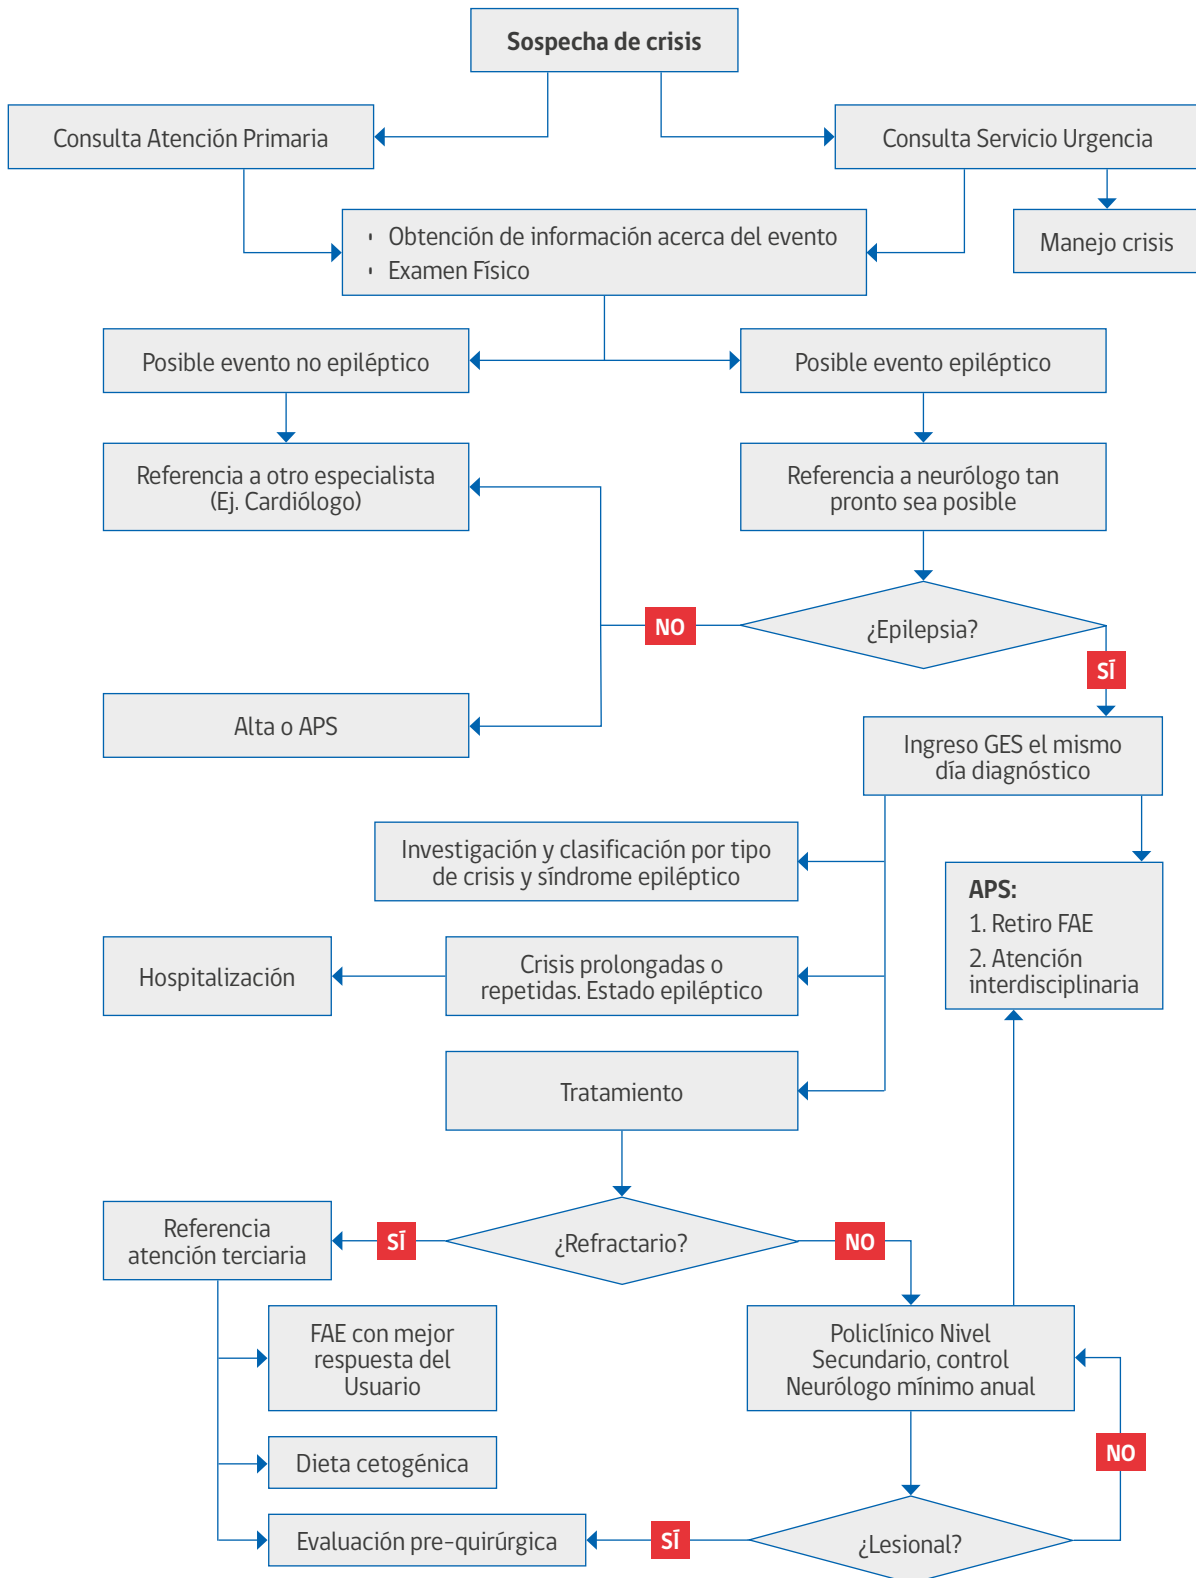 Sospecha de crisis
Consulta Atención Primaria
Consulta Servicio Urgencia
Manejo crisis
• Obtención de información acerca del evento
• Examen Físico
Posible evento no epiléptico
Posible evento epiléptico
Referencia a otro especialista
(Ej. Cardiólogo)
Referencia a neurólogo tan
pronto sea posible
¿Epilepsia?
NO
SÍ
Alta o APS
Ingreso GES el mismo
día diagnóstico
Investigación y clasificación por tipo
de crisis y síndrome epiléptico
APS:
1. Retiro FAE
2. Atención
interdisciplinaria
Hospitalización
Crisis prolongadas o
repetidas. Estado epiléptico
Tratamiento
¿Refractario?
SÍ
NO
Referencia
atención terciaria
FAE con mejor
respuesta del
Usuario
Policlínico Nivel
Secundario, control
Neurólogo mínimo anual
Dieta cetogénica
NO
Evaluación pre-quirúrgica
SÍ
¿Lesional?